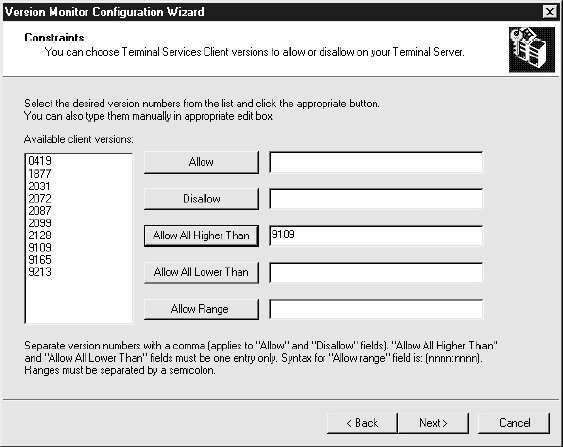 Version Monitor Configuration Wizard
Constraints
You can choose Terminal Services Client versions to allow or disallow on your Terminal Server.
Select the desired version numbers from the list and click the appropriate button.
You can also type them manually in appropriate edit box.
Available client versions:
0419
1877
2031
2072
2087
2099
2128
9109
9165
9213
Allow
Disallow
Allow All Higher Than
9109
Allow All Lower Than
Allow Range
Separate version numbers with a comma (applies to "Allow" and "Disallow" fields). "Allow All Higher Than"
and "Allow All Lower Than" fields must be one entry only. Syntax for "Allow range" field is: (nnnn:nnnn).
Ranges must be separated by a semicolon.
< Back
Next >
Cancel